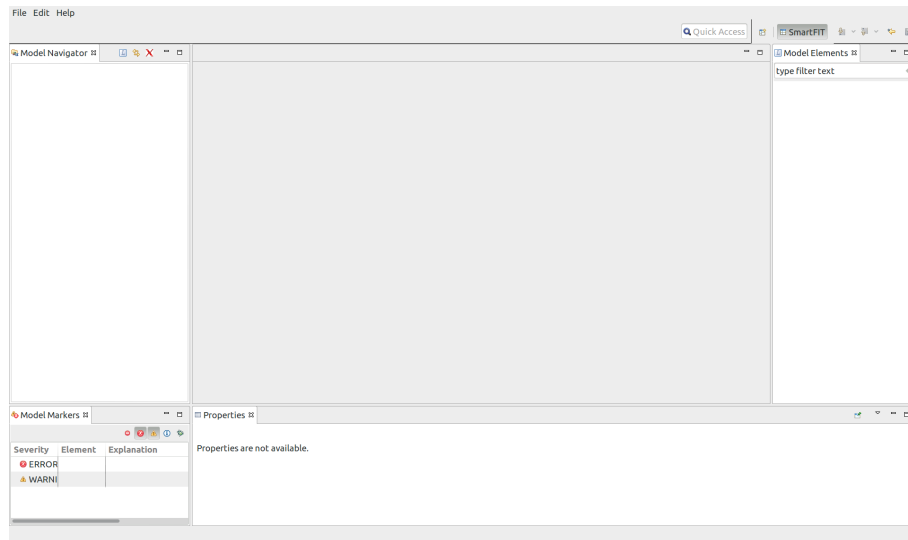 File Edit Help
Quick Access
SmartFIT
Model Navigator
Model Elements
type filter text
Model Markers
Properties
Severity Element Explanation
Properties are not available.
ERROR
WARNI